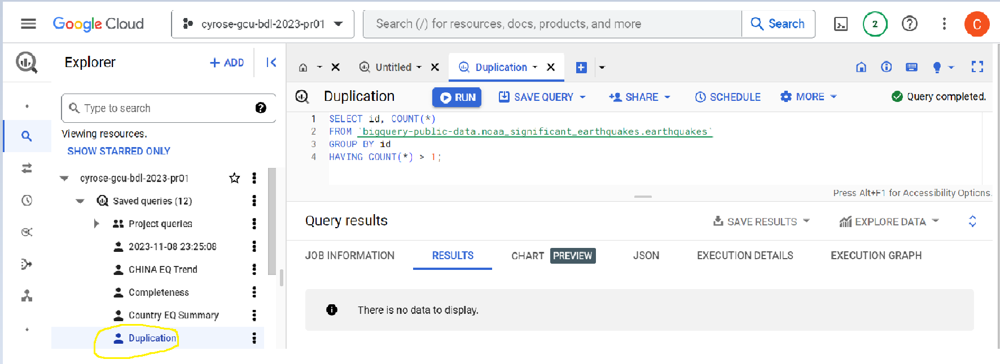 Google Cloud
cyrose-gcu-bdl-2023-pr01
Search (/) for resources, docs, products, and more
Search
2
C
Explorer
+ ADD
Untitled
Duplication
Type to search
Viewing resources.
SHOW STARRED ONLY
cyrose-gcu-bdl-2023-pr01
Saved queries (12)
Project queries
2023-11-08 23:25:08
CHINA EQ Trend
Completeness
Country EQ Summary
Duplication
Duplication
RUN
SAVE QUERY
SHARE
SCHEDULE
MORE
Query completed.
1 SELECT id, COUNT(*)
2 FROM `bigquery-public-data.noaa_significant_earthquakes.earthquakes`
3 GROUP BY id
4 HAVING COUNT(*) > 1;
Press Alt+F1 for Accessibility Options.
Query results
SAVE RESULTS
EXPLORE DATA
JOB INFORMATION
RESULTS
CHART PREVIEW
JSON
EXECUTION DETAILS
EXECUTION GRAPH
There is no data to display.